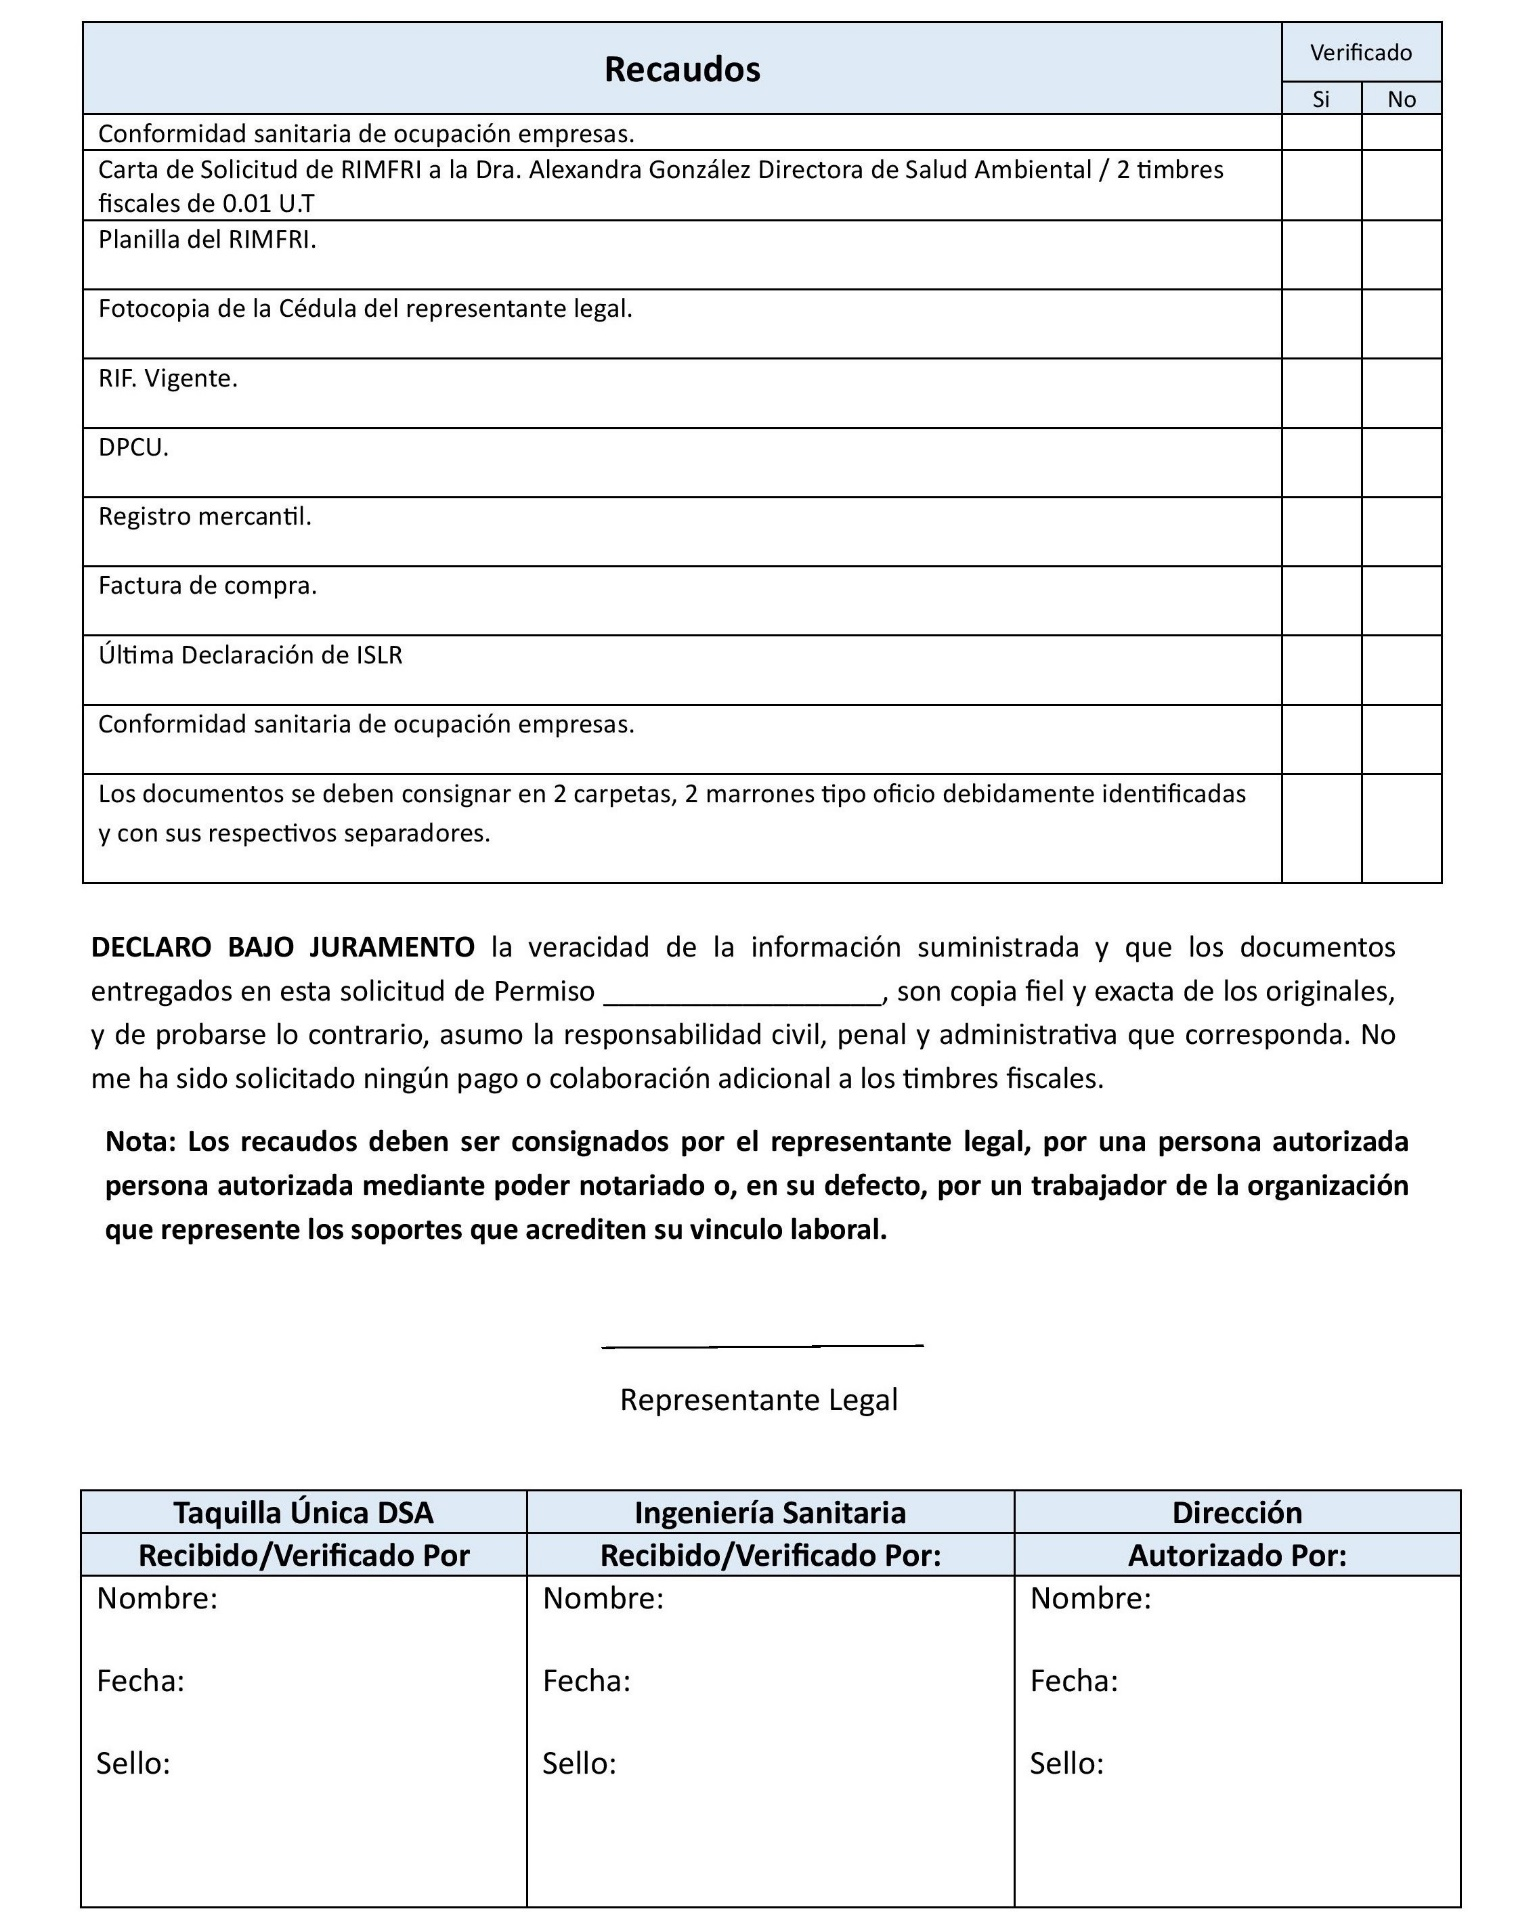 Recaudos
Verificado
Si No
Conformidad sanitaria de ocupación empresas.
Carta de Solicitud de RIMFRI a la Dra. Alexandra González Directora de Salud Ambiental / 2 timbres
fiscales de 0.01 U.T
Planilla del RIMFRI.
Fotocopia de la Cédula del representante legal.
RIF. Vigente.
DPCU.
Registro mercantil.
Factura de compra.
Última Declaración de ISLR
Conformidad sanitaria de ocupación empresas.
Los documentos se deben consignar en 2 carpetas, 2 marrones tipo oficio debidamente identificadas
y con sus respectivos separadores.
DECLARO BAJO JURAMENTO la veracidad de la información suministrada y que los documentos
entregados en esta solicitud de Permiso __________________, son copia fiel y exacta de los originales,
y de probarse lo contrario, asumo la responsabilidad civil, penal y administrativa que corresponda. No
me ha sido solicitado ningún pago o colaboración adicional a los timbres fiscales.
Nota: Los recaudos deben ser consignados por el representante legal, por una persona autorizada
persona autorizada mediante poder notariado o, en su defecto, por un trabajador de la organización
que represente los soportes que acrediten su vinculo laboral.
Representante Legal
Taquilla Única DSA Ingeniería Sanitaria Dirección
Recibido/Verificado Por Recibido/Verificado Por: Autorizado Por:
Nombre: Nombre: Nombre:
Fecha: Fecha: Fecha:
Sello: Sello: Sello: